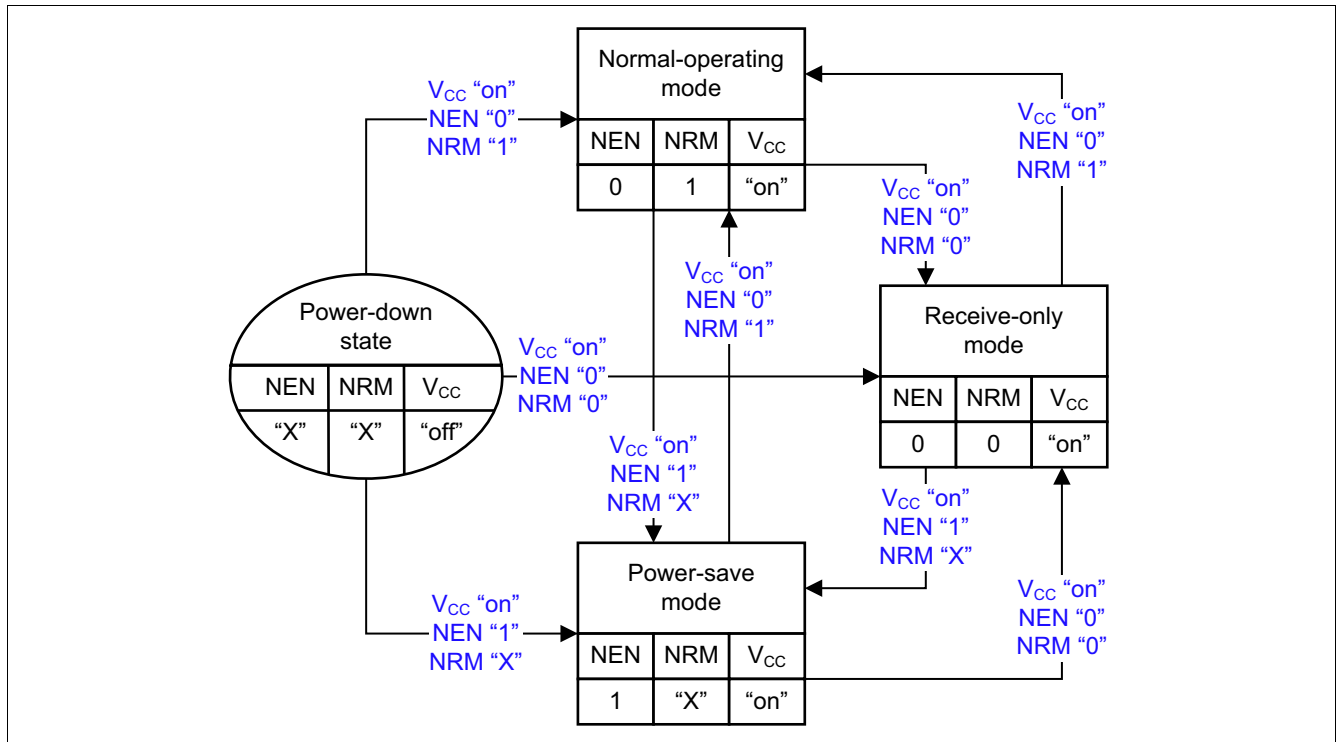 Normal-operating
mode
NEN NRM VCC
0 1 “on”
VCC “on”
NEN “0”
NRM “1”
VCC “on”
NEN “0”
NRM “1”
VCC “on”
NEN “0”
NRM “0”
VCC “on”
NEN “0”
NRM “1”
Power-down
state
NEN NRM VCC
“X” “X” “off”
VCC “on”
NEN “0”
NRM “0”
Receive-only
mode
NEN NRM VCC
0 0 “on”
VCC “on”
NEN “1”
NRM “X”
VCC “on”
NEN “1”
NRM “X”
VCC “on”
NEN “1”
NRM “X”
Power-save
mode
NEN NRM VCC
1 “X” “on”
VCC “on”
NEN “0”
NRM “0”